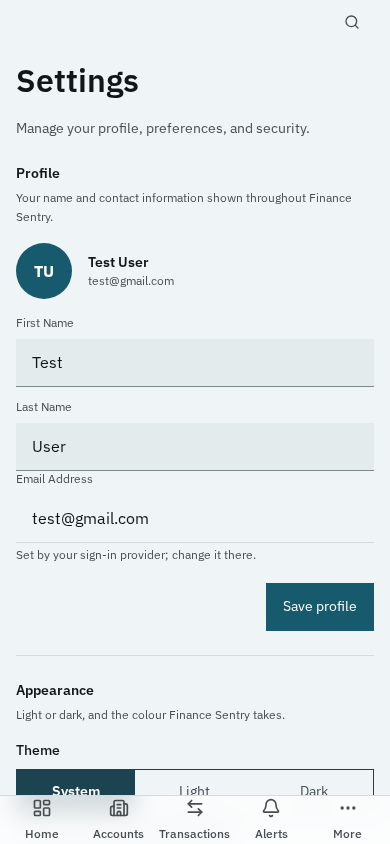 Settings
Manage your profile, preferences, and security.
Profile
Your name and contact information shown throughout Finance
Sentry.
TU
Test User
test@gmail.com
First Name
Test
Last Name
User
Email Address
test@gmail.com
Set by your sign-in provider; change it there.
Save profile
Appearance
Light or dark, and the colour Finance Sentry takes.
Theme
System Light Dark
Home Accounts Transactions Alerts More